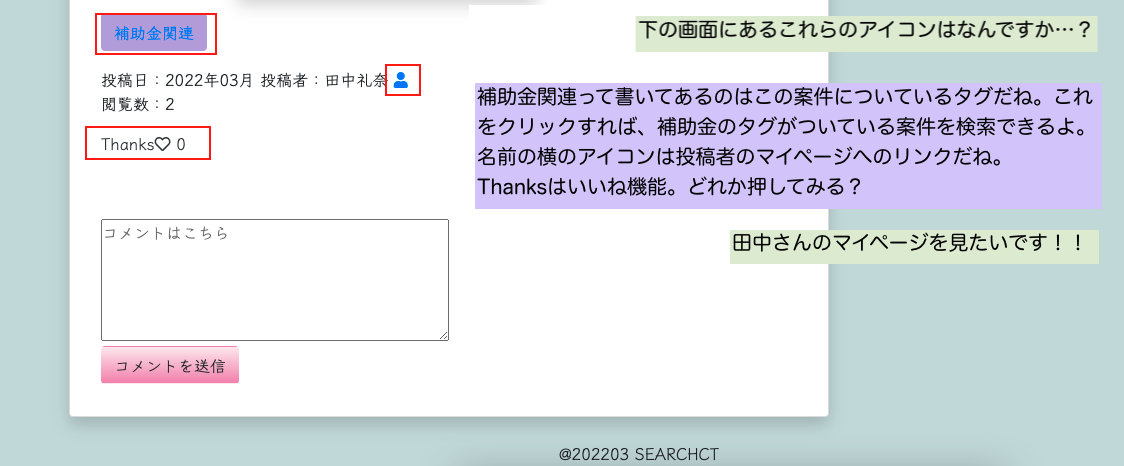 補助金関連
投稿日：2022年03月 投稿者：田中礼奈
閲覧数：2
Thanks♡ 0
コメントはこちら
コメントを送信
下の画面にあるこれらのアイコンはなんですか…？
補助金関連って書いてあるのはこの案件についているタグだね。これ
をクリックすれば、補助金のタグがついている案件を検索できるよ。
名前の横のアイコンは投稿者のマイページへのリンクだね。
Thanksはいいね機能。どれか押してみる？
田中さんのマイページを見たいです！！
@202203 SEARCHCT